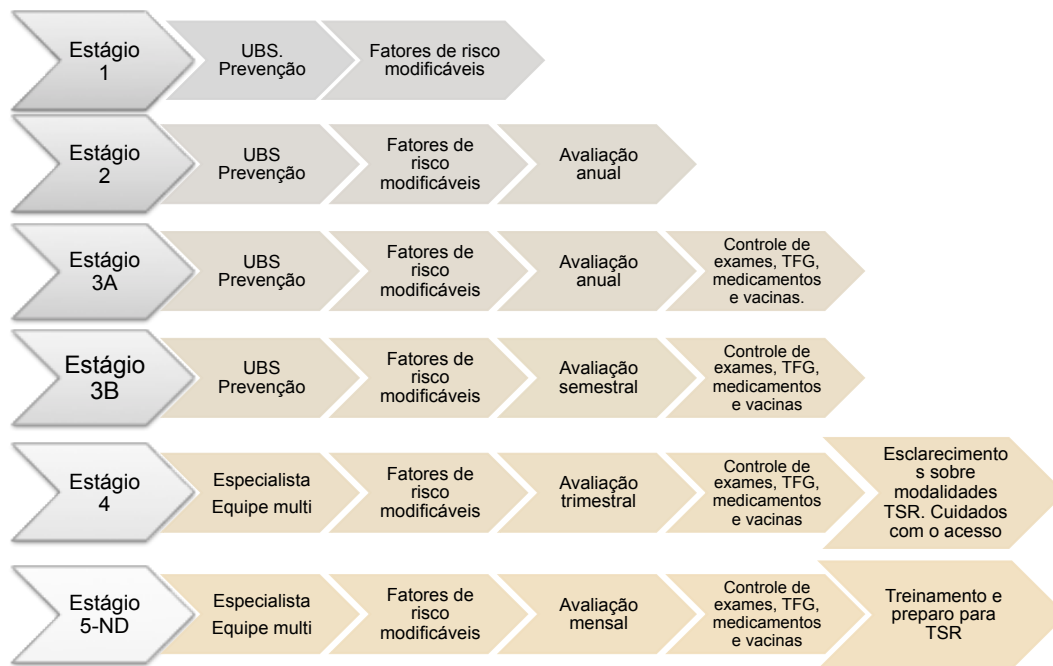 Estágio
1
UBS.
Prevenção
Fatores de risco
modificáveis
Estágio
2
UBS
Prevenção
Fatores de
risco
modificáveis
Avaliação
anual
Estágio
3A
UBS
Prevenção
Fatores de
risco
modificáveis
Avaliação
anual
Controle de
exames, TFG,
medicamentos
e vacinas.
Estágio
3B
UBS
Prevenção
Fatores de
risco
modificáveis
Avaliação
semestral
Controle de
exames, TFG,
medicamentos
e vacinas
Estágio
4
Especialista
Equipe multi
Fatores de
risco
modificáveis
Avaliação
trimestral
Controle de
exames, TFG,
medicamentos
e vacinas
Esclarecimento
s sobre
modalidades
TSR. Cuidados
com o acesso
Estágio
5-ND
Especialista
Equipe multi
Fatores de
risco
modificáveis
Avaliação
mensal
Controle de
exames, TFG,
medicamentos
e vacinas
Treinamento e
preparo para
TSR